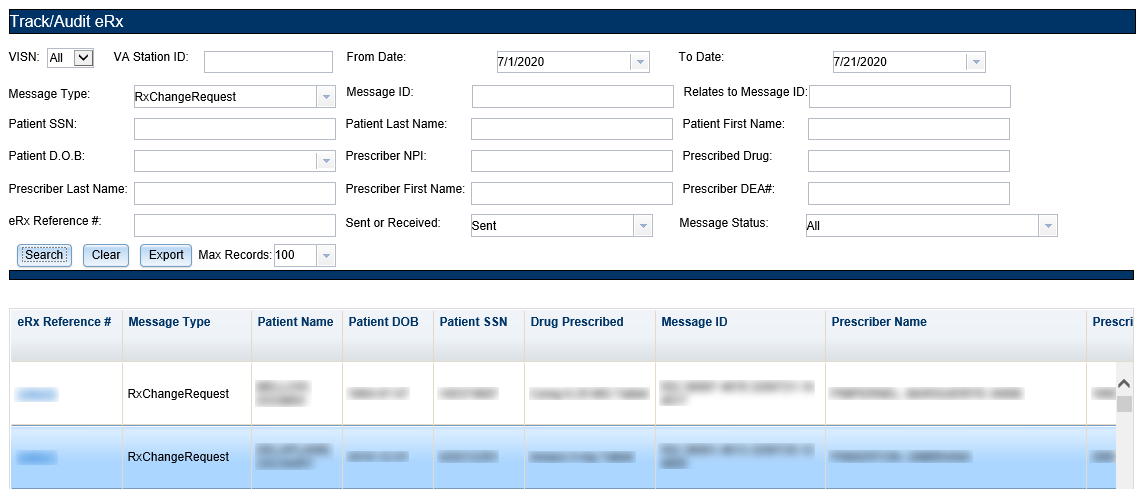 Track/Audit eRx
VISN: All VA Station ID: From Date: 7/1/2020 To Date: 7/21/2020
Message Type: RxChangeRequest Message ID: Relates to Message ID:
Patient SSN: Patient Last Name: Patient First Name:
Patient D.O.B: Prescriber NPI: Prescribed Drug:
Prescriber Last Name: Prescriber First Name: Prescriber DEA#:
eRx Reference #: Sent or Received: Sent Message Status: All
Search Clear Export Max Records: 100
eRx Reference # Message Type Patient Name Patient DOB Patient SSN Drug Prescribed Message ID Prescriber Name Prescri
RxChangeRequest
RxChangeRequest